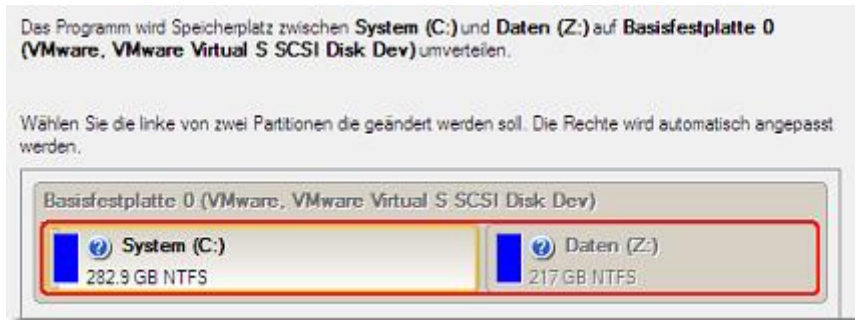 Das Programm wird Speicherplatz zwischen System (C:) und Daten (Z:) auf Basisfestplatte 0
(VMware, VMware Virtual S SCSI Disk Dev) umverteilen.
Wählen Sie die linke von zwei Partitionen die geändert werden soll. Die Rechte wird automatisch angepasst
werden.
Basisfestplatte 0 (VMware, VMware Virtual S SCSI Disk Dev)
System (C:)
282.9 GB NTFS
Daten (Z:)
217 GB NTFS